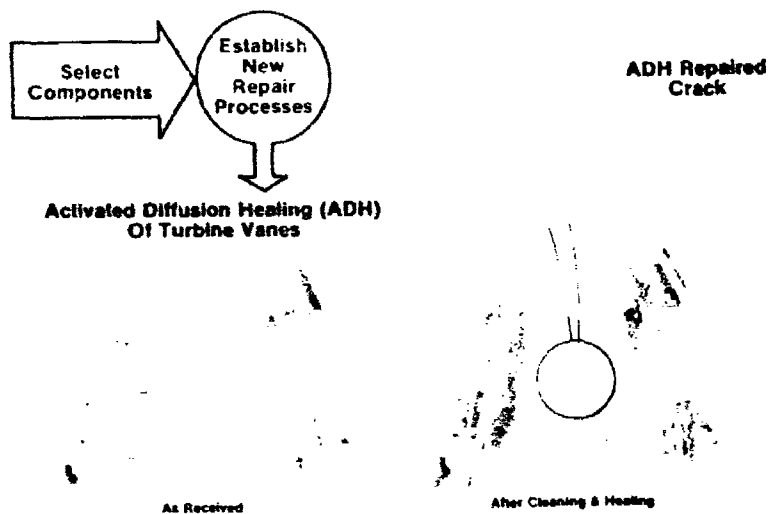 Select
Components
Establish
New
Repair
Processes
ADH Repaired
Crack
Activated Diffusion Healing (ADH)
Of Turbine Vanes
As Received
After Cleaning & Healing